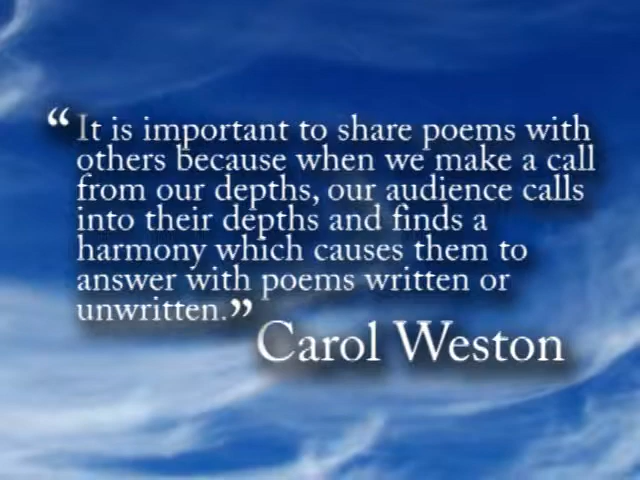 “It is important to share poems with
others because when we make a call
from our depths, our audience calls
into their depths and finds a
harmony which causes them to
answer with poems written or
unwritten.”
Carol Weston